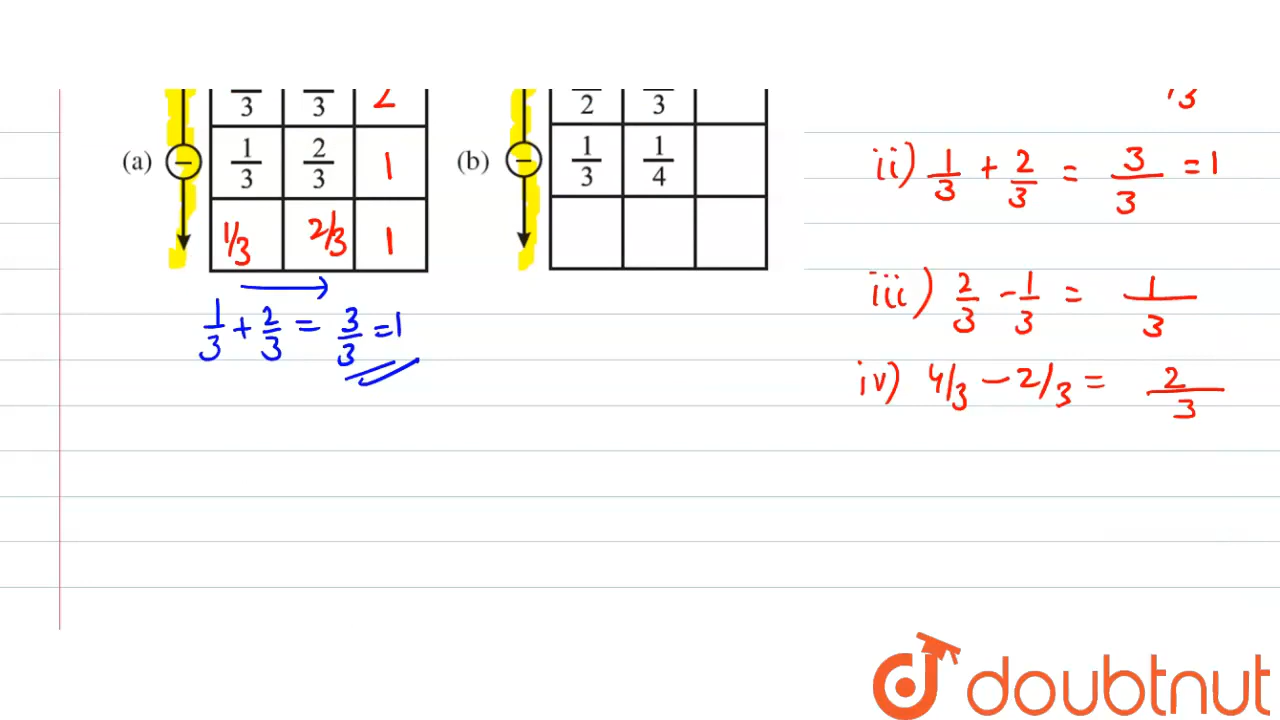 3 3 2 2 3
(a) − 1/3 2/3 1
(b) − 1/3 1/4
1/3 2/3 1
1/3 + 2/3 = 3/3 = 1
/3
ii) 1/3 + 2/3 = 3/3 = 1
iii) 2/3 - 1/3 = 1/3
iv) 4/3 - 2/3 = 2/3
doubtnut